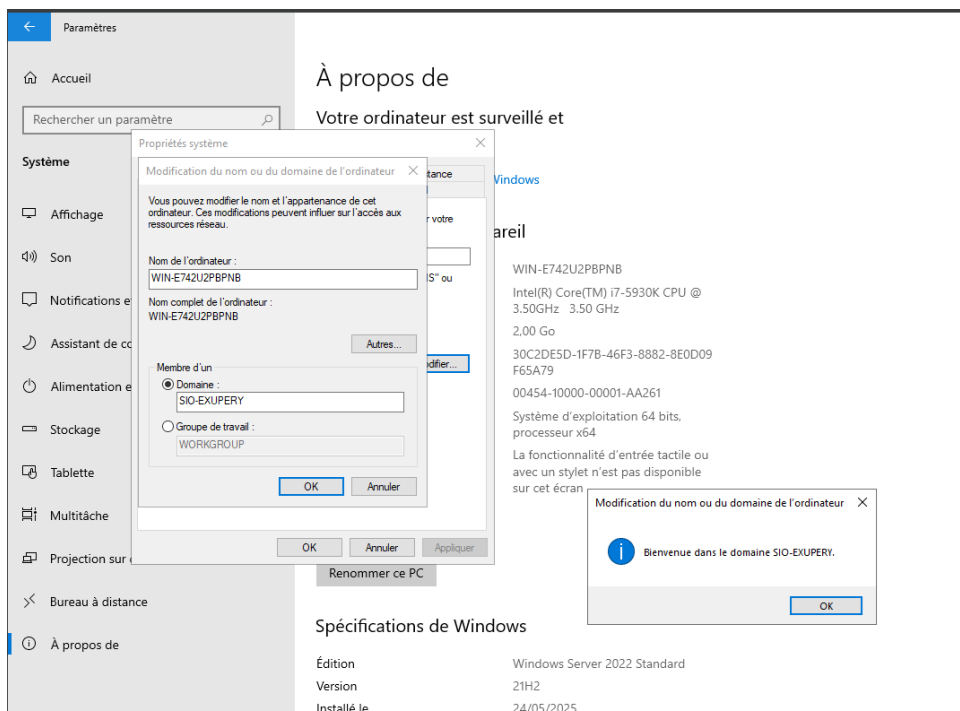 Paramètres
Accueil
Rechercher un paramètre
Système
Affichage
Son
Notifications e
Assistant de co
Alimentation e
Stockage
Tablette
Multitâche
Projection sur
Bureau à distance
À propos de
À propos de
Votre ordinateur est surveillé et
Windows
areil
WIN-E742U2PBPNB
Intel(R) Core(TM) i7-5930K CPU @
3.50GHz 3.50 GHz
2,00 Go
30C2DE5D-1F7B-46F3-8882-8E0D09
F65A79
00454-10000-00001-AA261
Système d'exploitation 64 bits,
processeur x64
La fonctionnalité d'entrée tactile ou
avec un stylet n'est pas disponible
sur cet écran
Renommer ce PC
Spécifications de Windows
Édition Windows Server 2022 Standard
Version 21H2
Installé le 24/05/2025
Propriétés système
tance
r votre
IS" ou
odifier...
OK Annuler Appliquer
Modification du nom ou du domaine de l'ordinateur
Vous pouvez modifier le nom et l'appartenance de cet
ordinateur. Ces modifications peuvent influer sur l'accès aux
ressources réseau.
Nom de l'ordinateur :
WIN-E742U2PBPNB
Nom complet de l'ordinateur :
WIN-E742U2PBPNB
Autres...
Membre d'un
Domaine :
SIO-EXUPERY
Groupe de travail :
WORKGROUP
OK Annuler
Modification du nom ou du domaine de l'ordinateur
Bienvenue dans le domaine SIO-EXUPERY.
OK